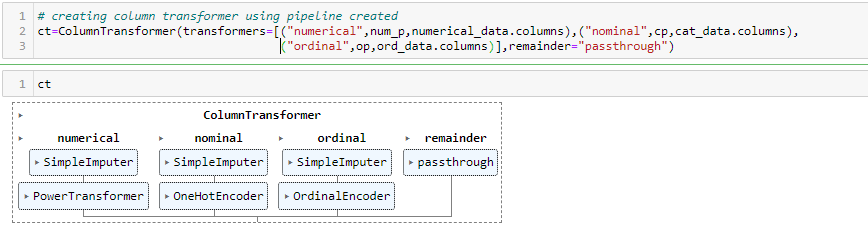 1 # creating column transformer using pipeline created
2 ct=ColumnTransformer(transformers=[("numerical",num_p,numerical_data.columns),("nominal",cp,cat_data.columns),
3 ("ordinal",op,ord_data.columns)],remainder="passthrough")
1 ct
ColumnTransformer
numerical nominal ordinal remainder
SimpleImputer SimpleImputer SimpleImputer passthrough
PowerTransformer OneHotEncoder OrdinalEncoder